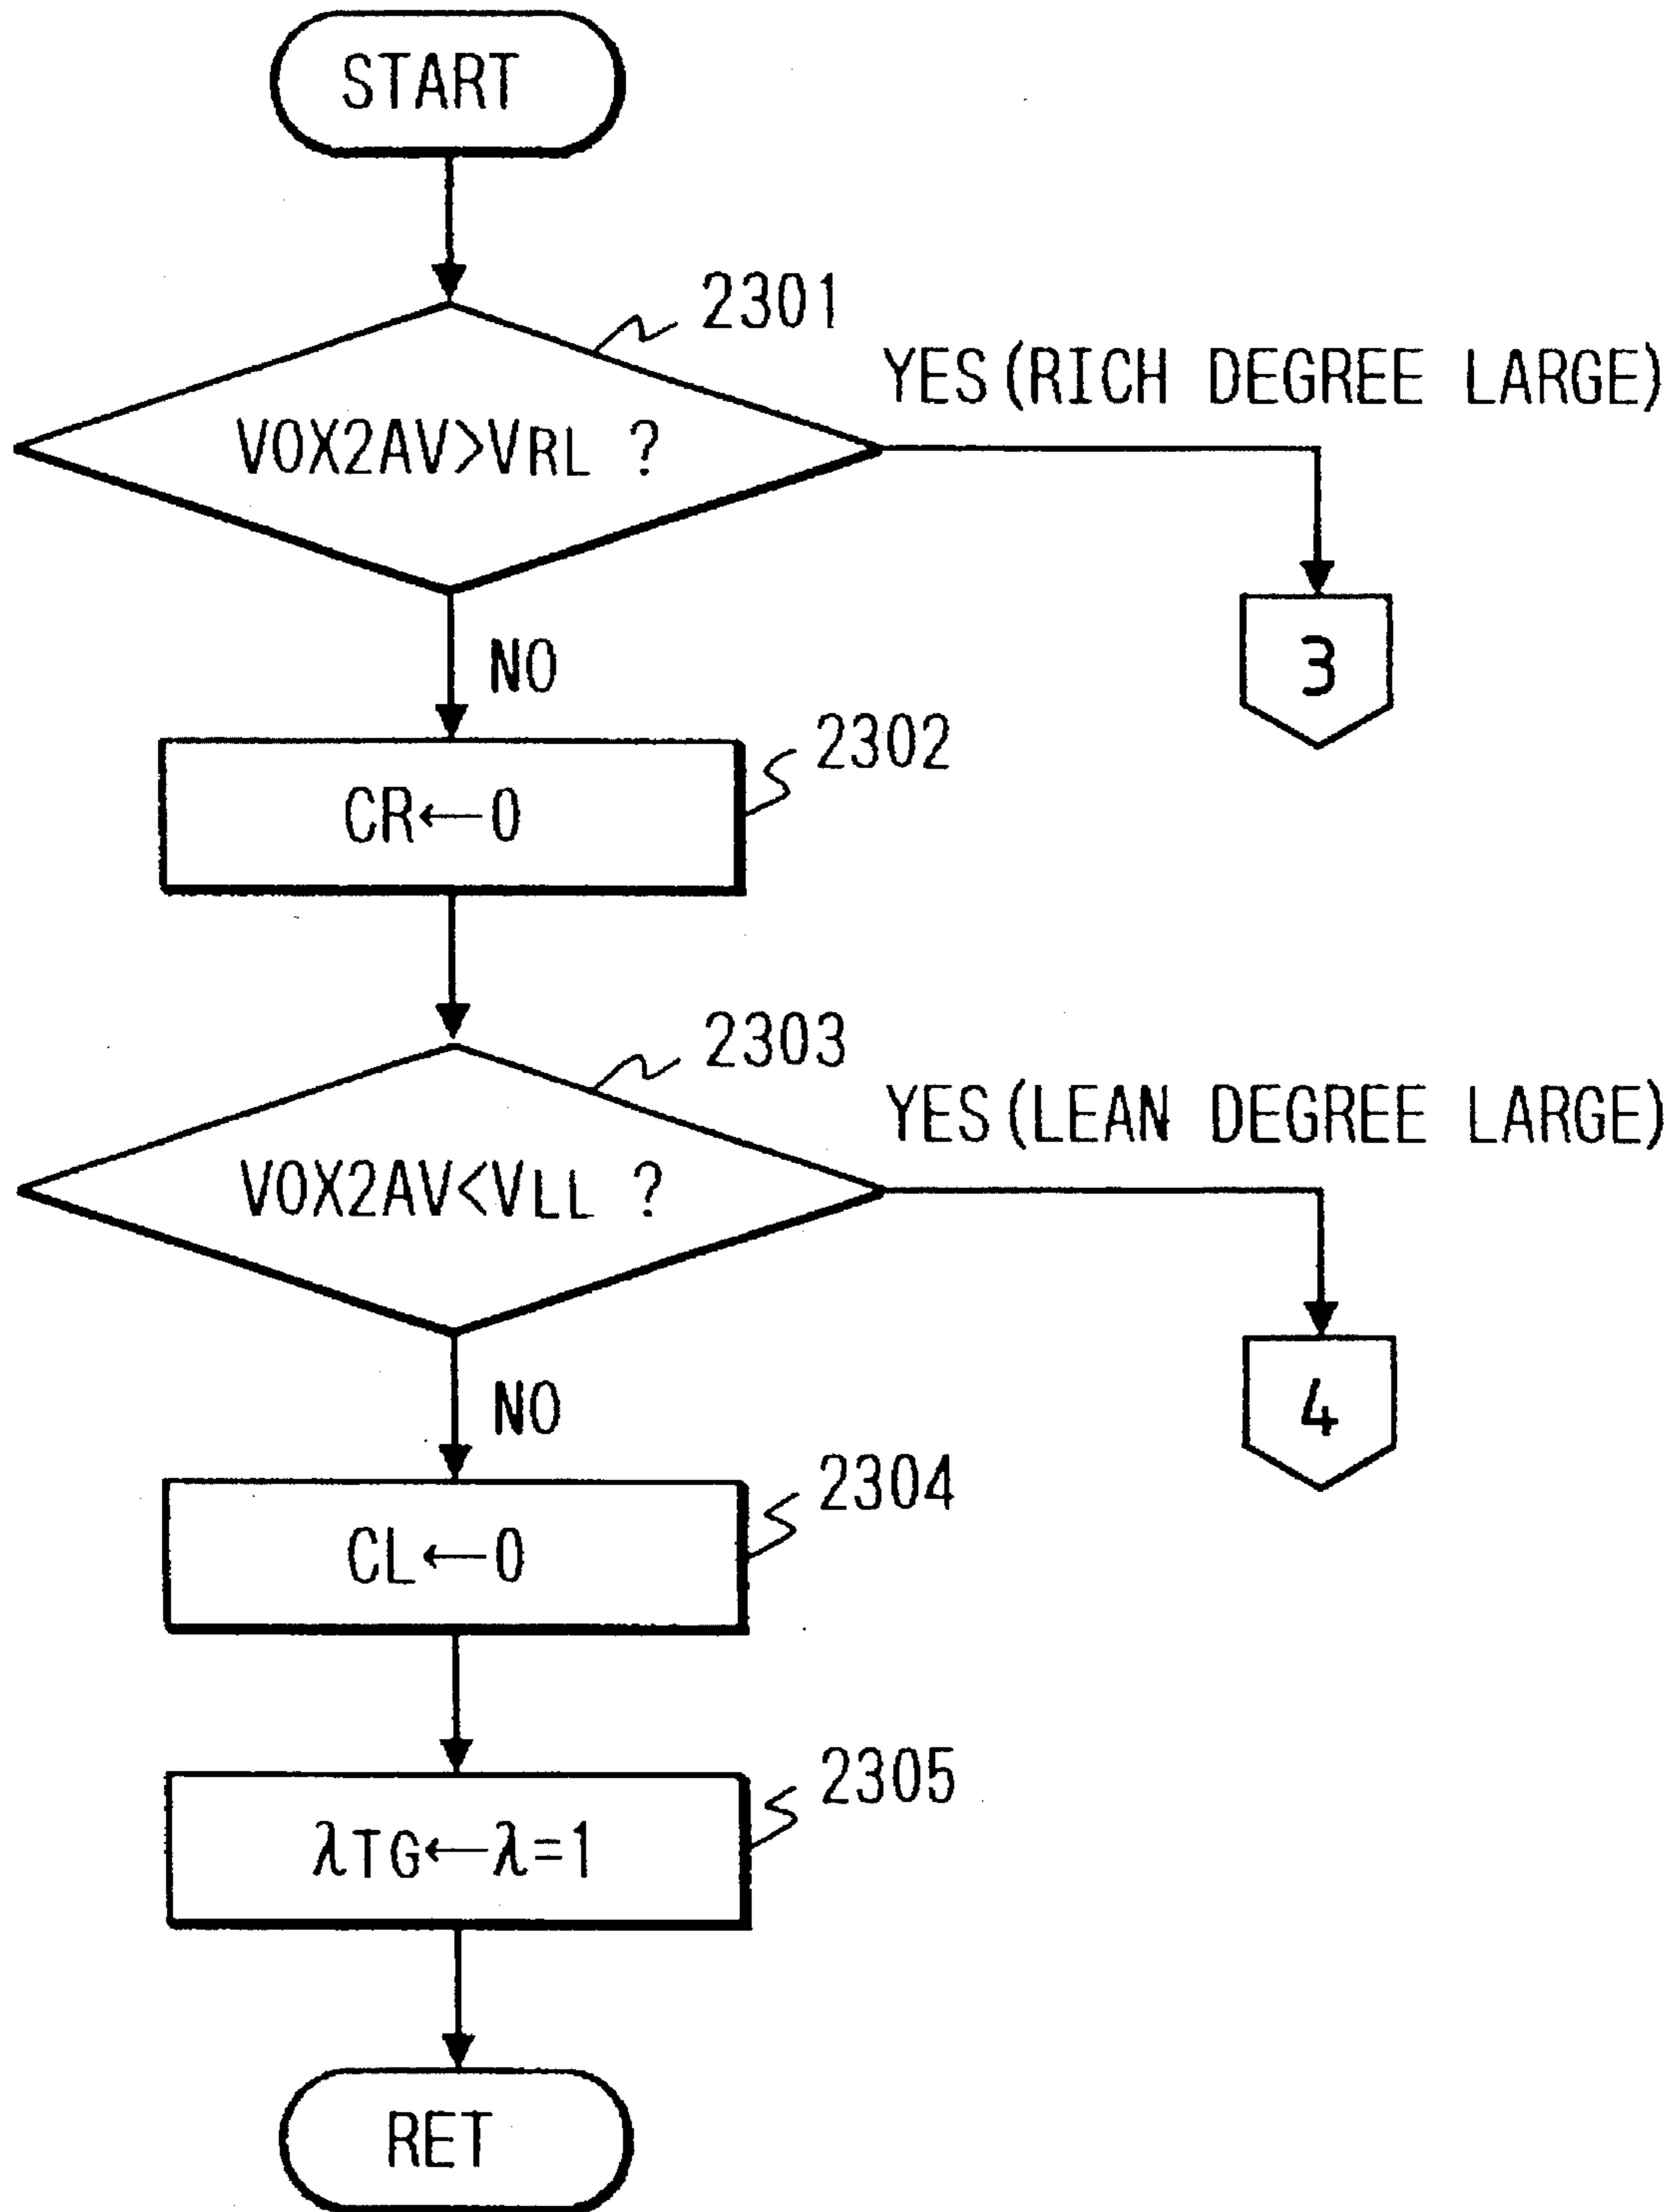 START
2301
YES(RICH DEGREE LARGE)
VOX2AV>VRL ?
3
NO
2302
CR←0
2303
YES(LEAN DEGREE LARGE)
VOX2AV<VLL ?
4
NO
2304
CL←0
2305
λTG←λ=1
RET